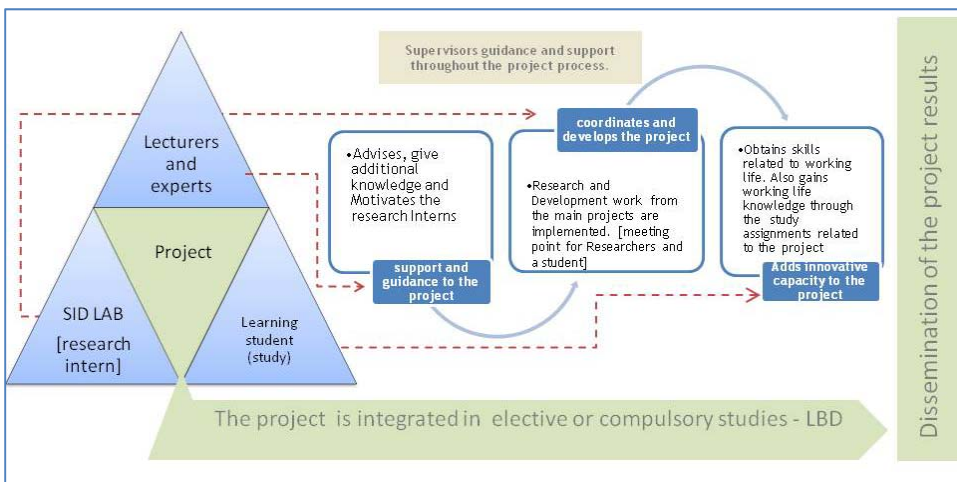 Supervisors guidance and support
throughout the project process.
Lecturers
and
experts
Project
SID LAB
[research
intern]
Learning
student
(study)
•Advises, give
additional
knowledge and
Motivates the
research Interns
support and
guidance to the
project
coordinates and
develops the project
•Research and
Development work from
the main projects are
implemented. [meeting
point for Researchers and
a student]
•Obtains skills
related to working
life. Also gains
working life
knowledge through
the study
assignments related
to the project
Adds innovative
capacity to the
project
The project is integrated in elective or compulsory studies - LBD
Dissemination of the project results